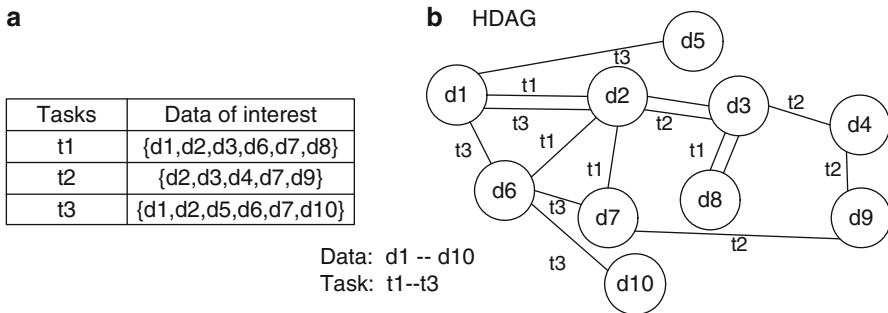 a
Tasks Data of interest
t1 {d1,d2,d3,d6,d7,d8}
t2 {d2,d3,d4,d7,d9}
t3 {d1,d2,d5,d6,d7,d10}
Data: d1 -- d10
Task: t1--t3
b HDAG
d5
t3
d1
t1
d2
d3
t2
d4
t3
t2
t3
t1
t1
t1
t2
d6
d8
t3
d7
d9
t2
t3
d10